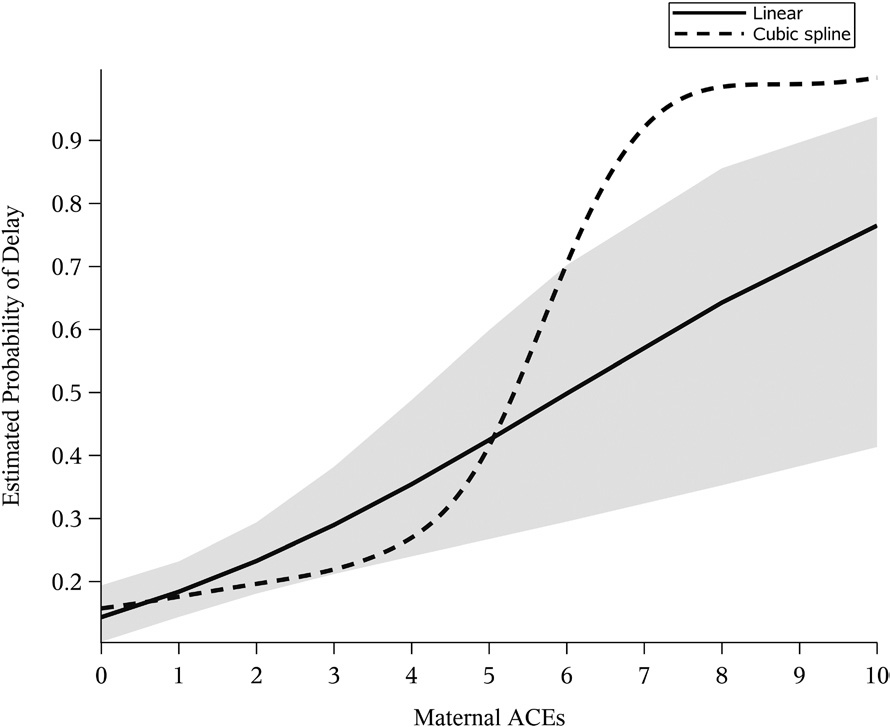 Linear
Cubic spline
Estimated Probability of Delay
0.9
0.8
0.7
0.6
0.5
0.4
0.3
0.2
0 1 2 3 4 5 6 7 8 9 10
Maternal ACEs